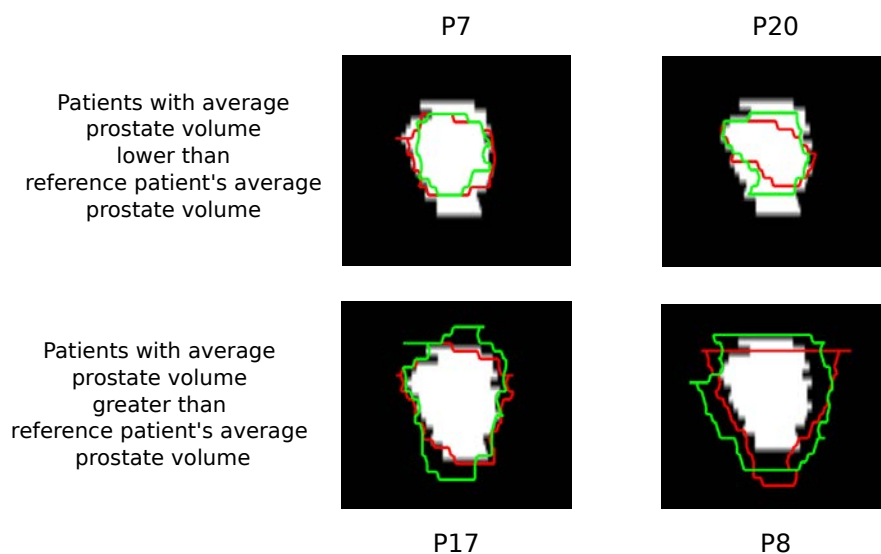 P7
P20
Patients with average
prostate volume
lower than
reference patient's average
prostate volume
Patients with average
prostate volume
greater than
reference patient's average
prostate volume
P17
P8